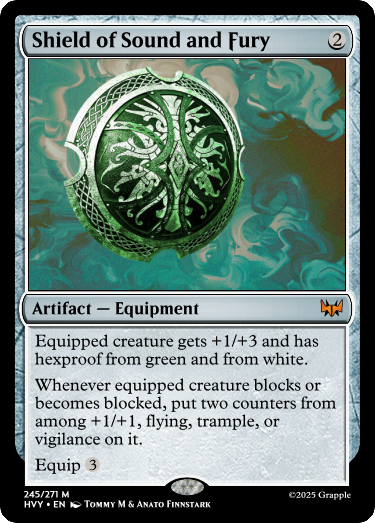 Shield of Sound and Fury 2
Artifact — Equipment
Equipped creature gets +1/+3 and has
hexproof from green and from white.
Whenever equipped creature blocks or
becomes blocked, put two counters from
among +1/+1, flying, trample, or
vigilance on it.
Equip 3
245/271 M
HVY • EN Tommy M & Anato Finnstark
©2025 Grapple